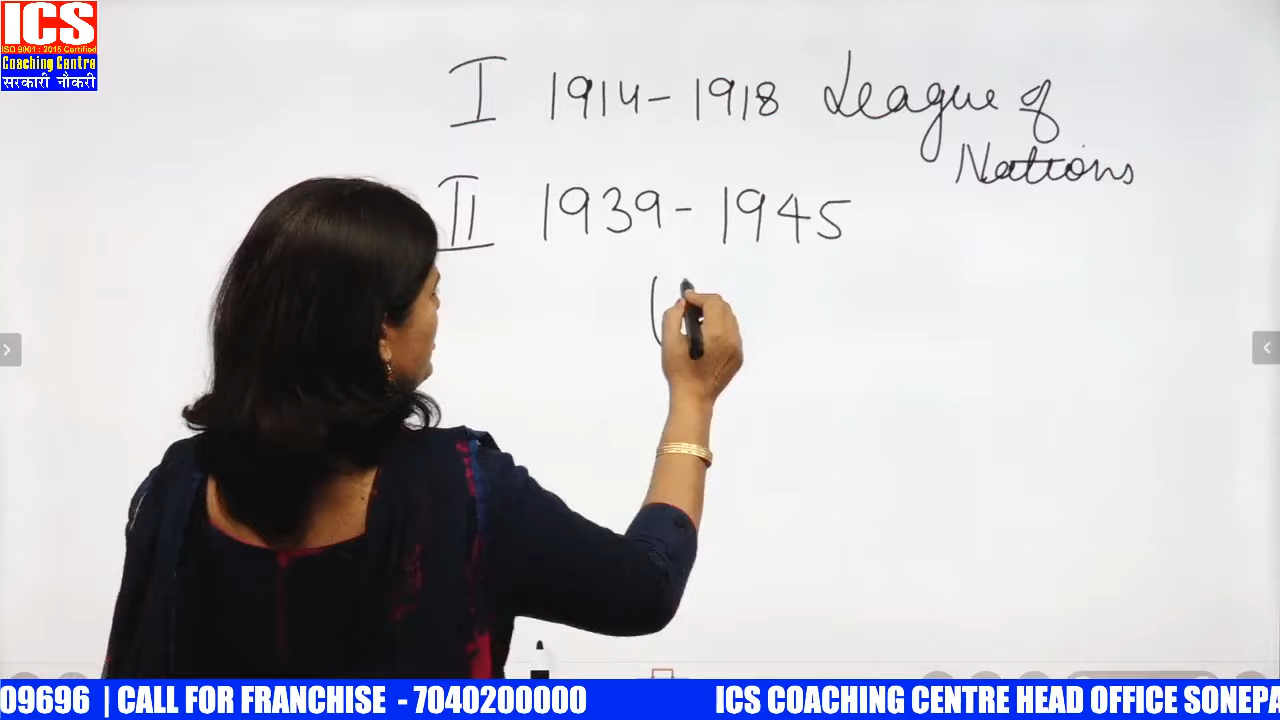 ICS
ISO 9001 : 2015 Certified
Coaching Centre
सरकारी नौकरी
I 1914 - 1918 League of
Nations
II 1939 - 1945
09696 | CALL FOR FRANCHISE - 7040200000 ICS COACHING CENTRE HEAD OFFICE SONEPA